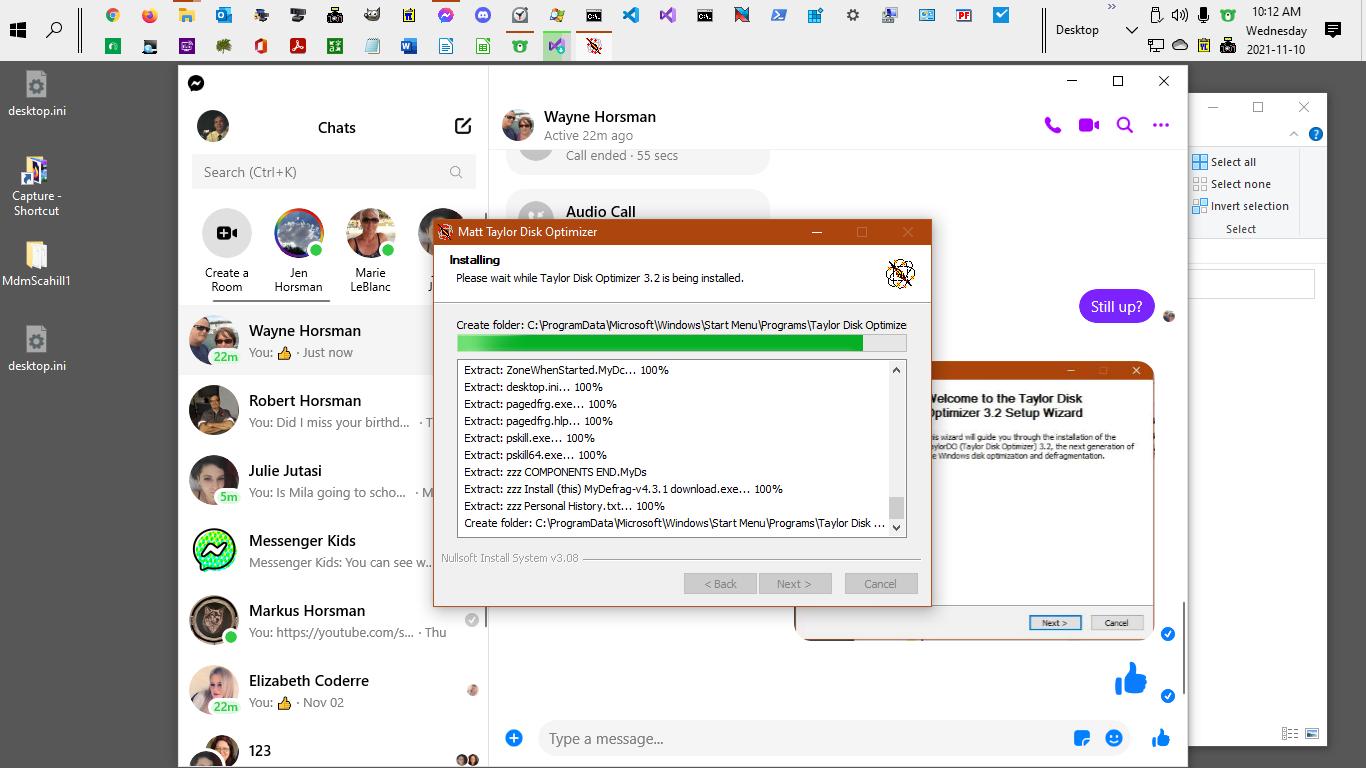 10:12 AM
Wednesday
2021-11-10
Desktop
desktop.ini
Capture -
Shortcut
MdmScahill1
desktop.ini
Chats
Search (Ctrl+K)
Create a
Room
Jen
Horsman
Marie
LeBlanc
Wayne Horsman
You: 👍 · Just now
22m
Robert Horsman
You: Did I miss your birthd... · T
Julie Jutasi
You: Is Mila going to scho... · M
5m
Messenger Kids
Messenger Kids: You can see w...
Markus Horsman
You: https://youtube.com/s... · Thu
Elizabeth Coderre
You: 👍 · Nov 02
22m
123
Wayne Horsman
Active 22m ago
Call ended · 55 secs
Audio Call
Still up?
Matt Taylor Disk Optimizer
Installing
Please wait while Taylor Disk Optimizer 3.2 is being installed.
Create folder: C:\ProgramData\Microsoft\Windows\Start Menu\Programs\Taylor Disk Optimize
Extract: ZoneWhenStarted.MyDc... 100%
Extract: desktop.ini... 100%
Extract: pagedfrg.exe... 100%
Extract: pagedfrg.hlp... 100%
Extract: pskill.exe... 100%
Extract: pskill64.exe... 100%
Extract: zzz COMPONENTS END.MyDs
Extract: zzz Install (this) MyDefrag-v4.3.1 download.exe... 100%
Extract: zzz Personal History.txt... 100%
Create folder: C:\ProgramData\Microsoft\Windows\Start Menu\Programs\Taylor Disk ...
Nullsoft Install System v3.08
< Back
Next >
Cancel
Welcome to the Taylor Disk
Optimizer 3.2 Setup Wizard
is wizard will guide you through the installation of the
aylorDO (Taylor Disk Optimizer) 3.2, the next generation of
Windows disk optimization and defragmentation.
Next >
Cancel
Type a message...
Select all
Select none
Invert selection
Select